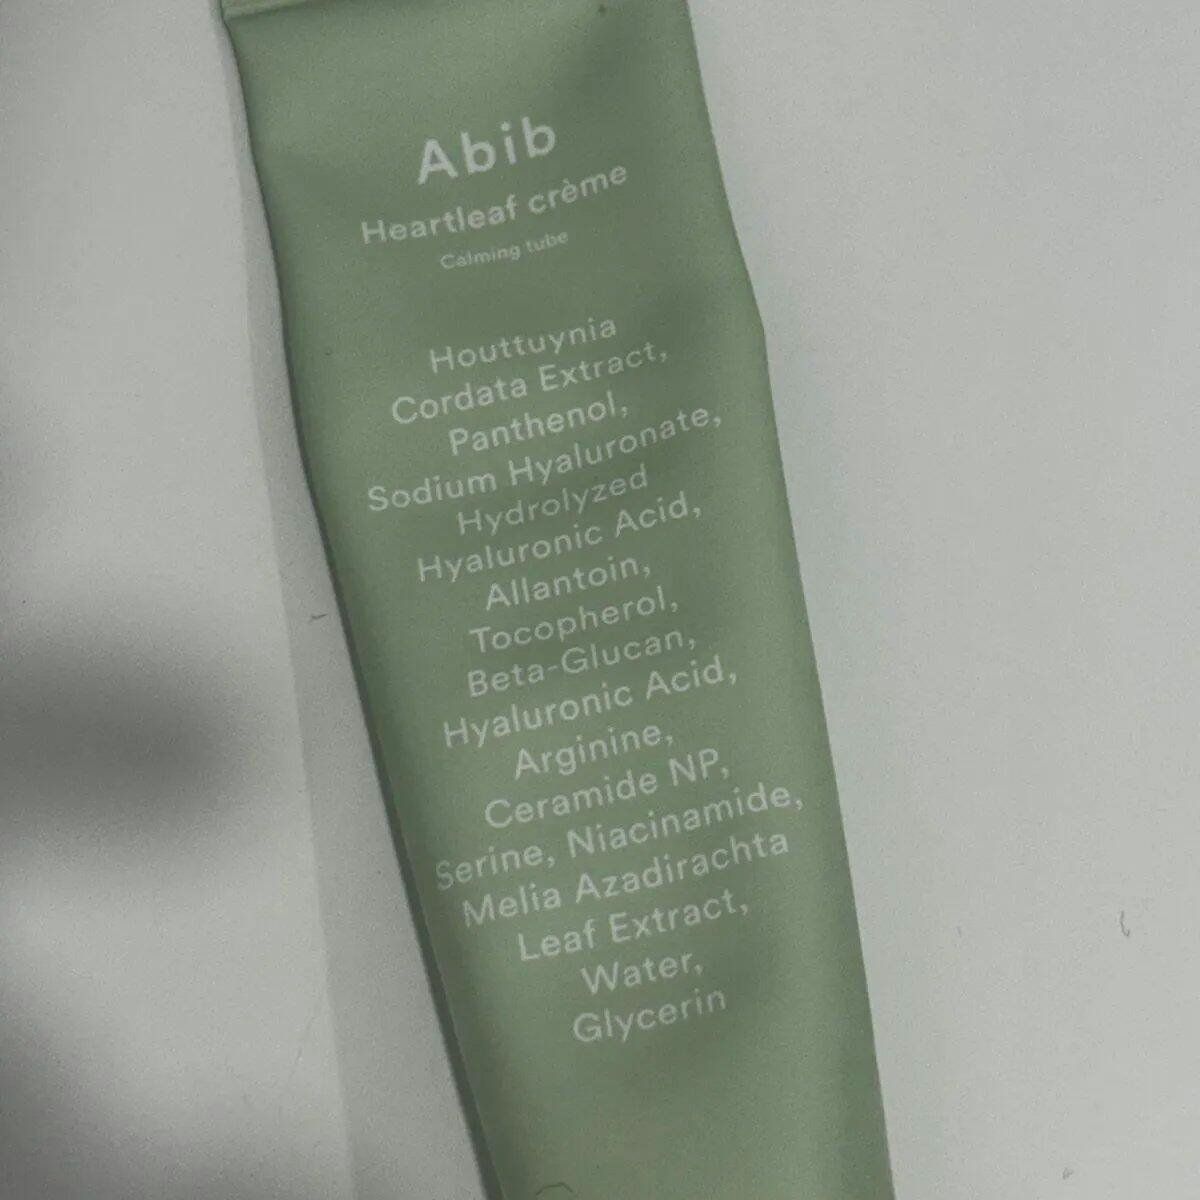 Abib
Heartleaf crème
Calming tube
Houttuynia
Cordata Extract,
Panthenol,
Sodium Hyaluronate,
Hydrolyzed
Hyaluronic Acid,
Allantoin,
Tocopherol,
Beta-Glucan,
Hyaluronic Acid,
Arginine,
Ceramide NP,
Serine, Niacinamide,
Melia Azadirachta
Leaf Extract,
Water,
Glycerin